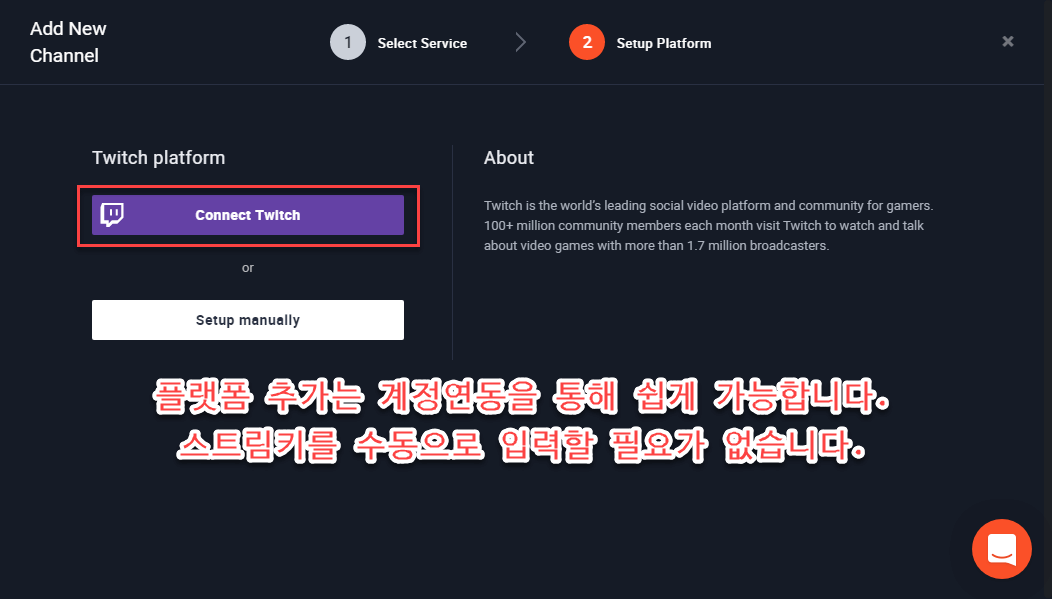 Add New
Channel
1 Select Service
2 Setup Platform
Twitch platform
Connect Twitch
or
Setup manually
About
Twitch is the world's leading social video platform and community for gamers.
100+ million community members each month visit Twitch to watch and talk
about video games with more than 1.7 million broadcasters.
플랫폼 추가는 계정연동을 통해 쉽게 가능합니다.
스트림키를 수동으로 입력할 필요가 없습니다.